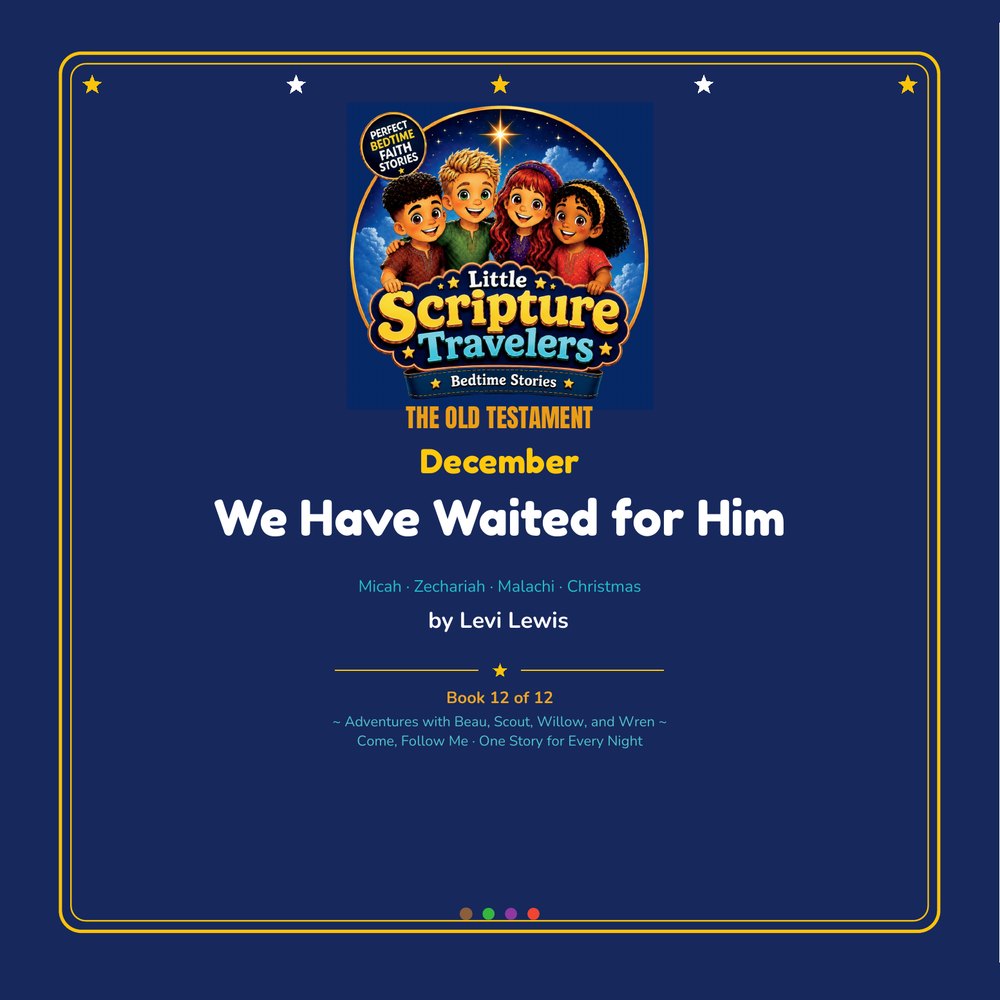 PERFECT
BEDTIME
FAITH
STORIES
Little
Scripture
Travelers
Bedtime Stories
THE OLD TESTAMENT
December
We Have Waited for Him
Micah · Zechariah · Malachi · Christmas
by Levi Lewis
Book 12 of 12
~ Adventures with Beau, Scout, Willow, and Wren ~
Come, Follow Me · One Story for Every Night